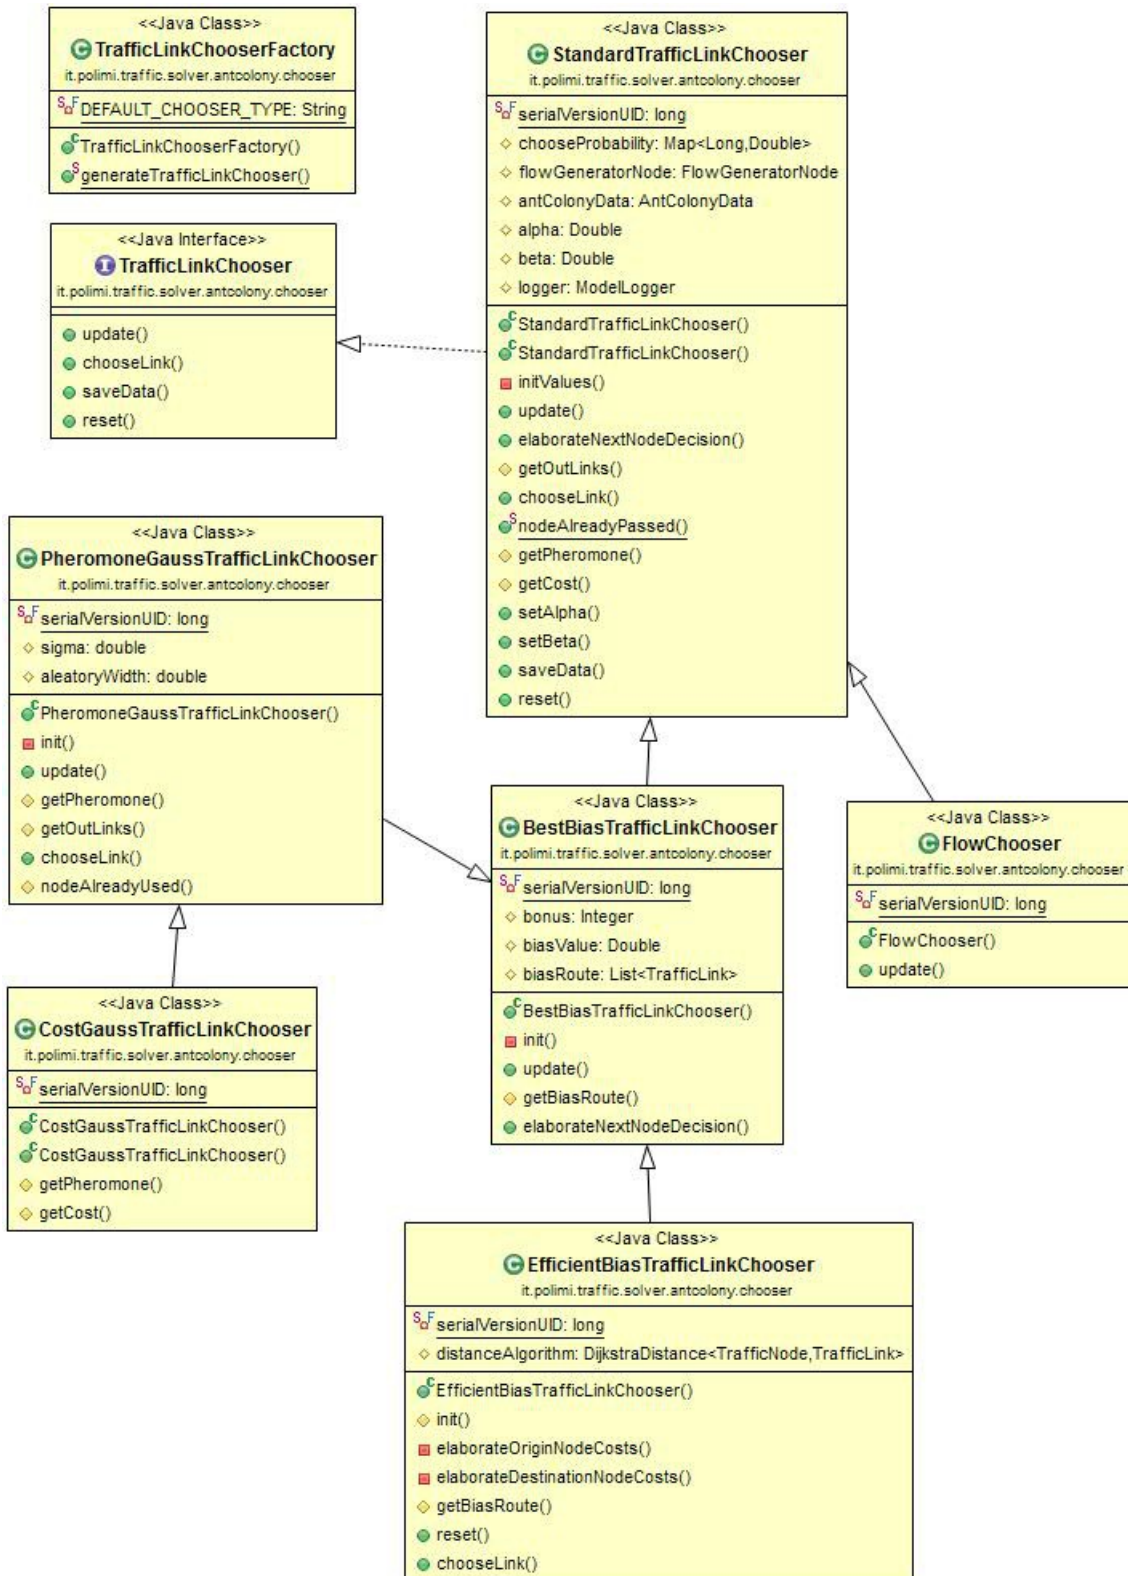 <<Java Class>>
TrafficLinkChooserFactory
it.polimi.traffic.solver.antcolony.chooser
SF DEFAULT_CHOOSER_TYPE: String
C TrafficLinkChooserFactory()
S generateTrafficLinkChooser()
<<Java Interface>>
I TrafficLinkChooser
it.polimi.traffic.solver.antcolony.chooser
update()
chooseLink()
saveData()
reset()
<<Java Class>>
C StandardTrafficLinkChooser
it.polimi.traffic.solver.antcolony.chooser
SF serialVersionUID: long
chooseProbability: Map<Long,Double>
flowGeneratorNode: FlowGeneratorNode
antColonyData: AntColonyData
alpha: Double
beta: Double
logger: ModelLogger
C StandardTrafficLinkChooser()
C StandardTrafficLinkChooser()
initValues()
update()
elaborateNextNodeDecision()
getOutLinks()
chooseLink()
S nodeAlreadyPassed()
getPheromone()
getCost()
setAlpha()
setBeta()
saveData()
reset()
<<Java Class>>
C PheromoneGaussTrafficLinkChooser
it.polimi.traffic.solver.antcolony.chooser
SF serialVersionUID: long
sigma: double
aleatoryWidth: double
C PheromoneGaussTrafficLinkChooser()
init()
update()
getPheromone()
getOutLinks()
chooseLink()
nodeAlreadyUsed()
<<Java Class>>
C BestBiasTrafficLinkChooser
it.polimi.traffic.solver.antcolony.chooser
SF serialVersionUID: long
bonus: Integer
biasValue: Double
biasRoute: List<TrafficLink>
C BestBiasTrafficLinkChooser()
init()
update()
getBiasRoute()
elaborateNextNodeDecision()
<<Java Class>>
C FlowChooser
it.polimi.traffic.solver.antcolony.chooser
SF serialVersionUID: long
C FlowChooser()
update()
<<Java Class>>
C CostGaussTrafficLinkChooser
it.polimi.traffic.solver.antcolony.chooser
SF serialVersionUID: long
C CostGaussTrafficLinkChooser()
C CostGaussTrafficLinkChooser()
getPheromone()
getCost()
<<Java Class>>
C EfficientBiasTrafficLinkChooser
it.polimi.traffic.solver.antcolony.chooser
SF serialVersionUID: long
distanceAlgorithm: DijkstraDistance<TrafficNode,TrafficLink>
C EfficientBiasTrafficLinkChooser()
init()
elaborateOriginNodeCosts()
elaborateDestinationNodeCosts()
getBiasRoute()
reset()
chooseLink()